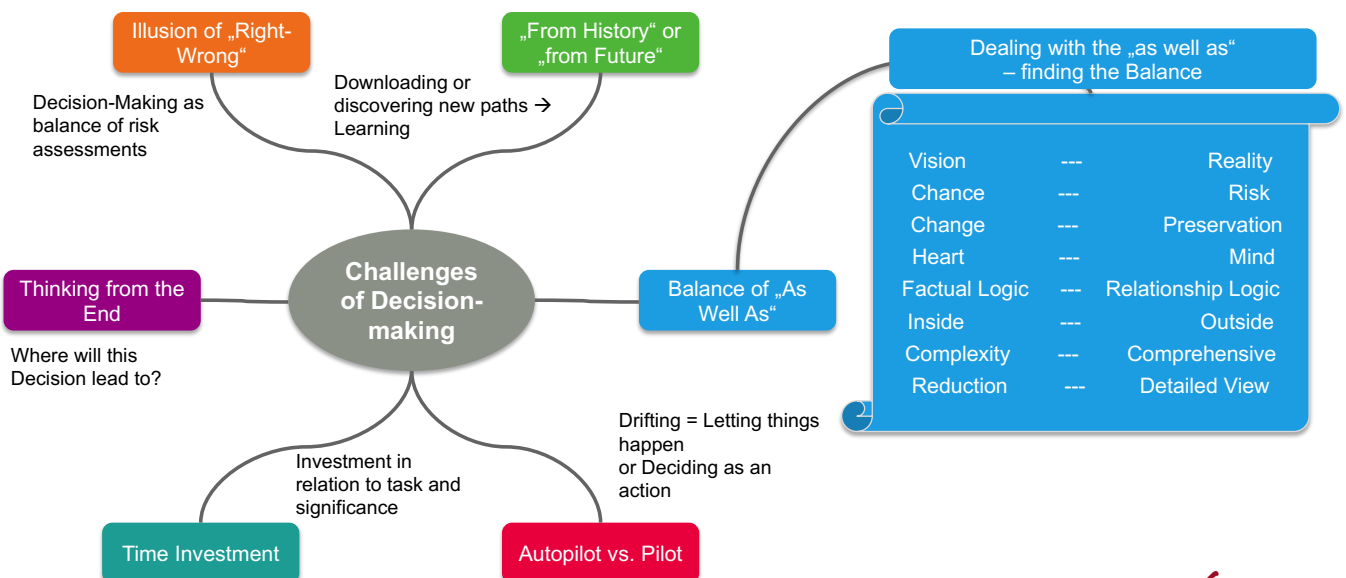 Illusion of „Right-
Wrong“
„From History“ or
„from Future“
Dealing with the „as well as“
– finding the Balance
Decision-Making as
balance of risk
assessments
Downloading or
discovering new paths →
Learning
Vision --- Reality
Chance --- Risk
Change --- Preservation
Heart --- Mind
Factual Logic --- Relationship Logic
Inside --- Outside
Complexity --- Comprehensive
Reduction --- Detailed View
Challenges
of Decision-
making
Thinking from the
End
Balance of „As
Well As“
Where will this
Decision lead to?
Drifting = Letting things
happen
or Deciding as an
action
Investment in
relation to task and
significance
Time Investment
Autopilot vs. Pilot